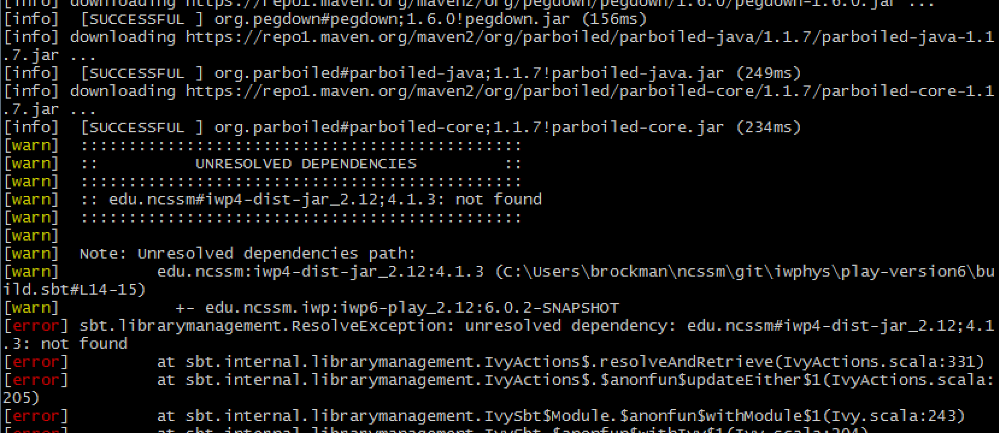 [info] downloading https://repo1.maven.org/maven2/org/pegdown/pegdown/1.6.0/pegdown-1.6.0.jar ...
[info]  [SUCCESSFUL ] org.pegdown#pegdown;1.6.0!pegdown.jar (156ms)
[info] downloading https://repo1.maven.org/maven2/org/parboiled/parboiled-java/1.1.7/parboiled-java-1.1
.7.jar ...
[info]  [SUCCESSFUL ] org.parboiled#parboiled-java;1.1.7!parboiled-java.jar (249ms)
[info] downloading https://repo1.maven.org/maven2/org/parboiled/parboiled-core/1.1.7/parboiled-core-1.1
.7.jar ...
[info]  [SUCCESSFUL ] org.parboiled#parboiled-core;1.1.7!parboiled-core.jar (234ms)
[warn]  ::::::::::::::::::::::::::::::::::::::::::::::
[warn]  ::          UNRESOLVED DEPENDENCIES         ::
[warn]  ::::::::::::::::::::::::::::::::::::::::::::::
[warn]  :: edu.ncssm#iwp4-dist-jar_2.12;4.1.3: not found
[warn]  ::::::::::::::::::::::::::::::::::::::::::::::
[warn]
[warn]  Note: Unresolved dependencies path:
[warn]          edu.ncssm:iwp4-dist-jar_2.12:4.1.3 (C:\Users\brockman\ncssm\git\iwphys\play-version6\bu
ild.sbt#L14-15)
[warn]            +- edu.ncssm.iwp:iwp6-play_2.12:6.0.2-SNAPSHOT
[error] sbt.librarymanagement.ResolveException: unresolved dependency: edu.ncssm#iwp4-dist-jar_2.12;4.1
.3: not found
[error]         at sbt.internal.librarymanagement.IvyActions$.resolveAndRetrieve(IvyActions.scala:331)
[error]         at sbt.internal.librarymanagement.IvyActions$.$anonfun$updateEither$1(IvyActions.scala:
205)
[error]         at sbt.internal.librarymanagement.IvySbt$Module.$anonfun$withModule$1(Ivy.scala:243)
[error]         at sbt.internal.librarymanagement.IvySbt.$anonfun$withIvy$1(Ivy.scala:204)